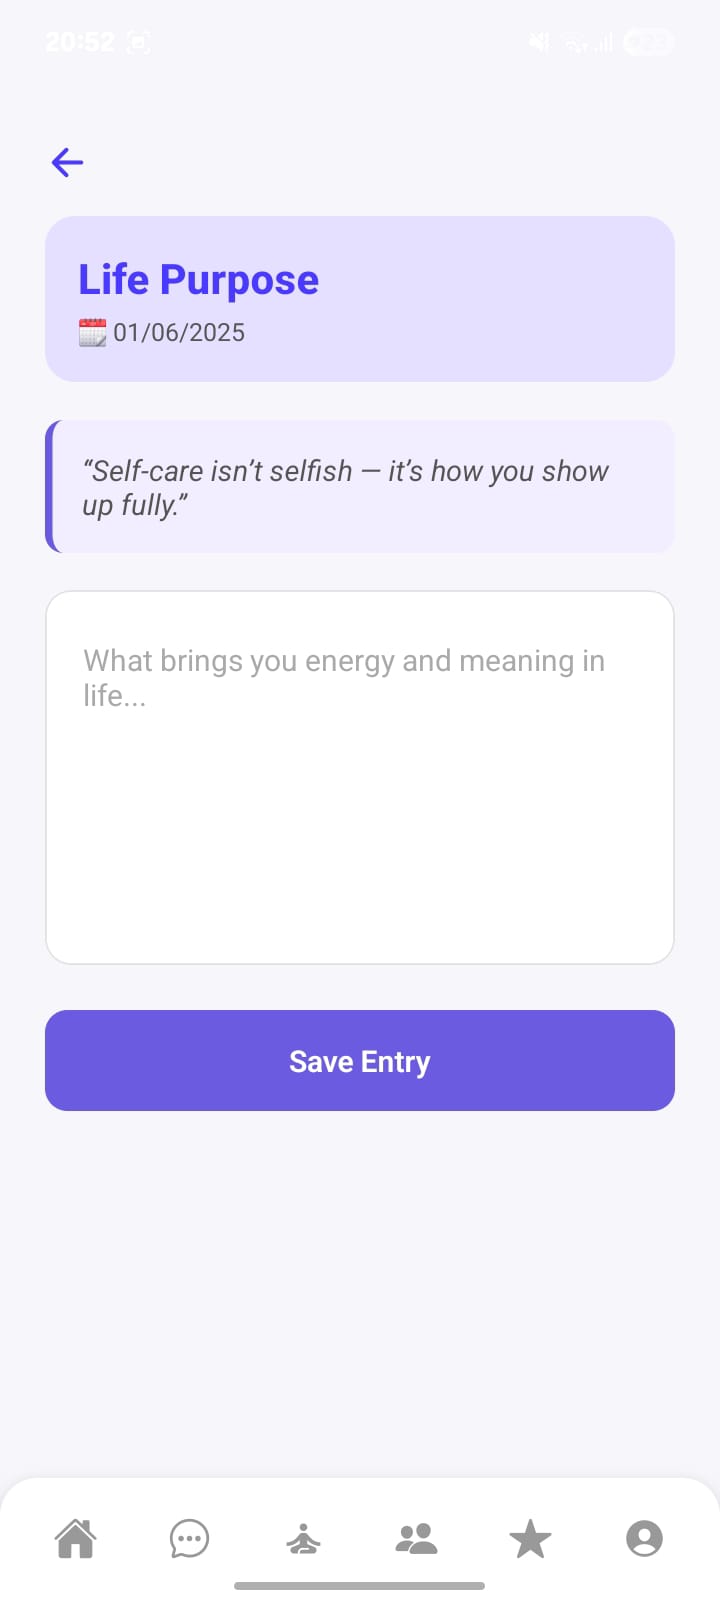 20:52
Life Purpose
01/06/2025
“Self-care isn’t selfish — it’s how you show
up fully.”
What brings you energy and meaning in
life...
Save Entry